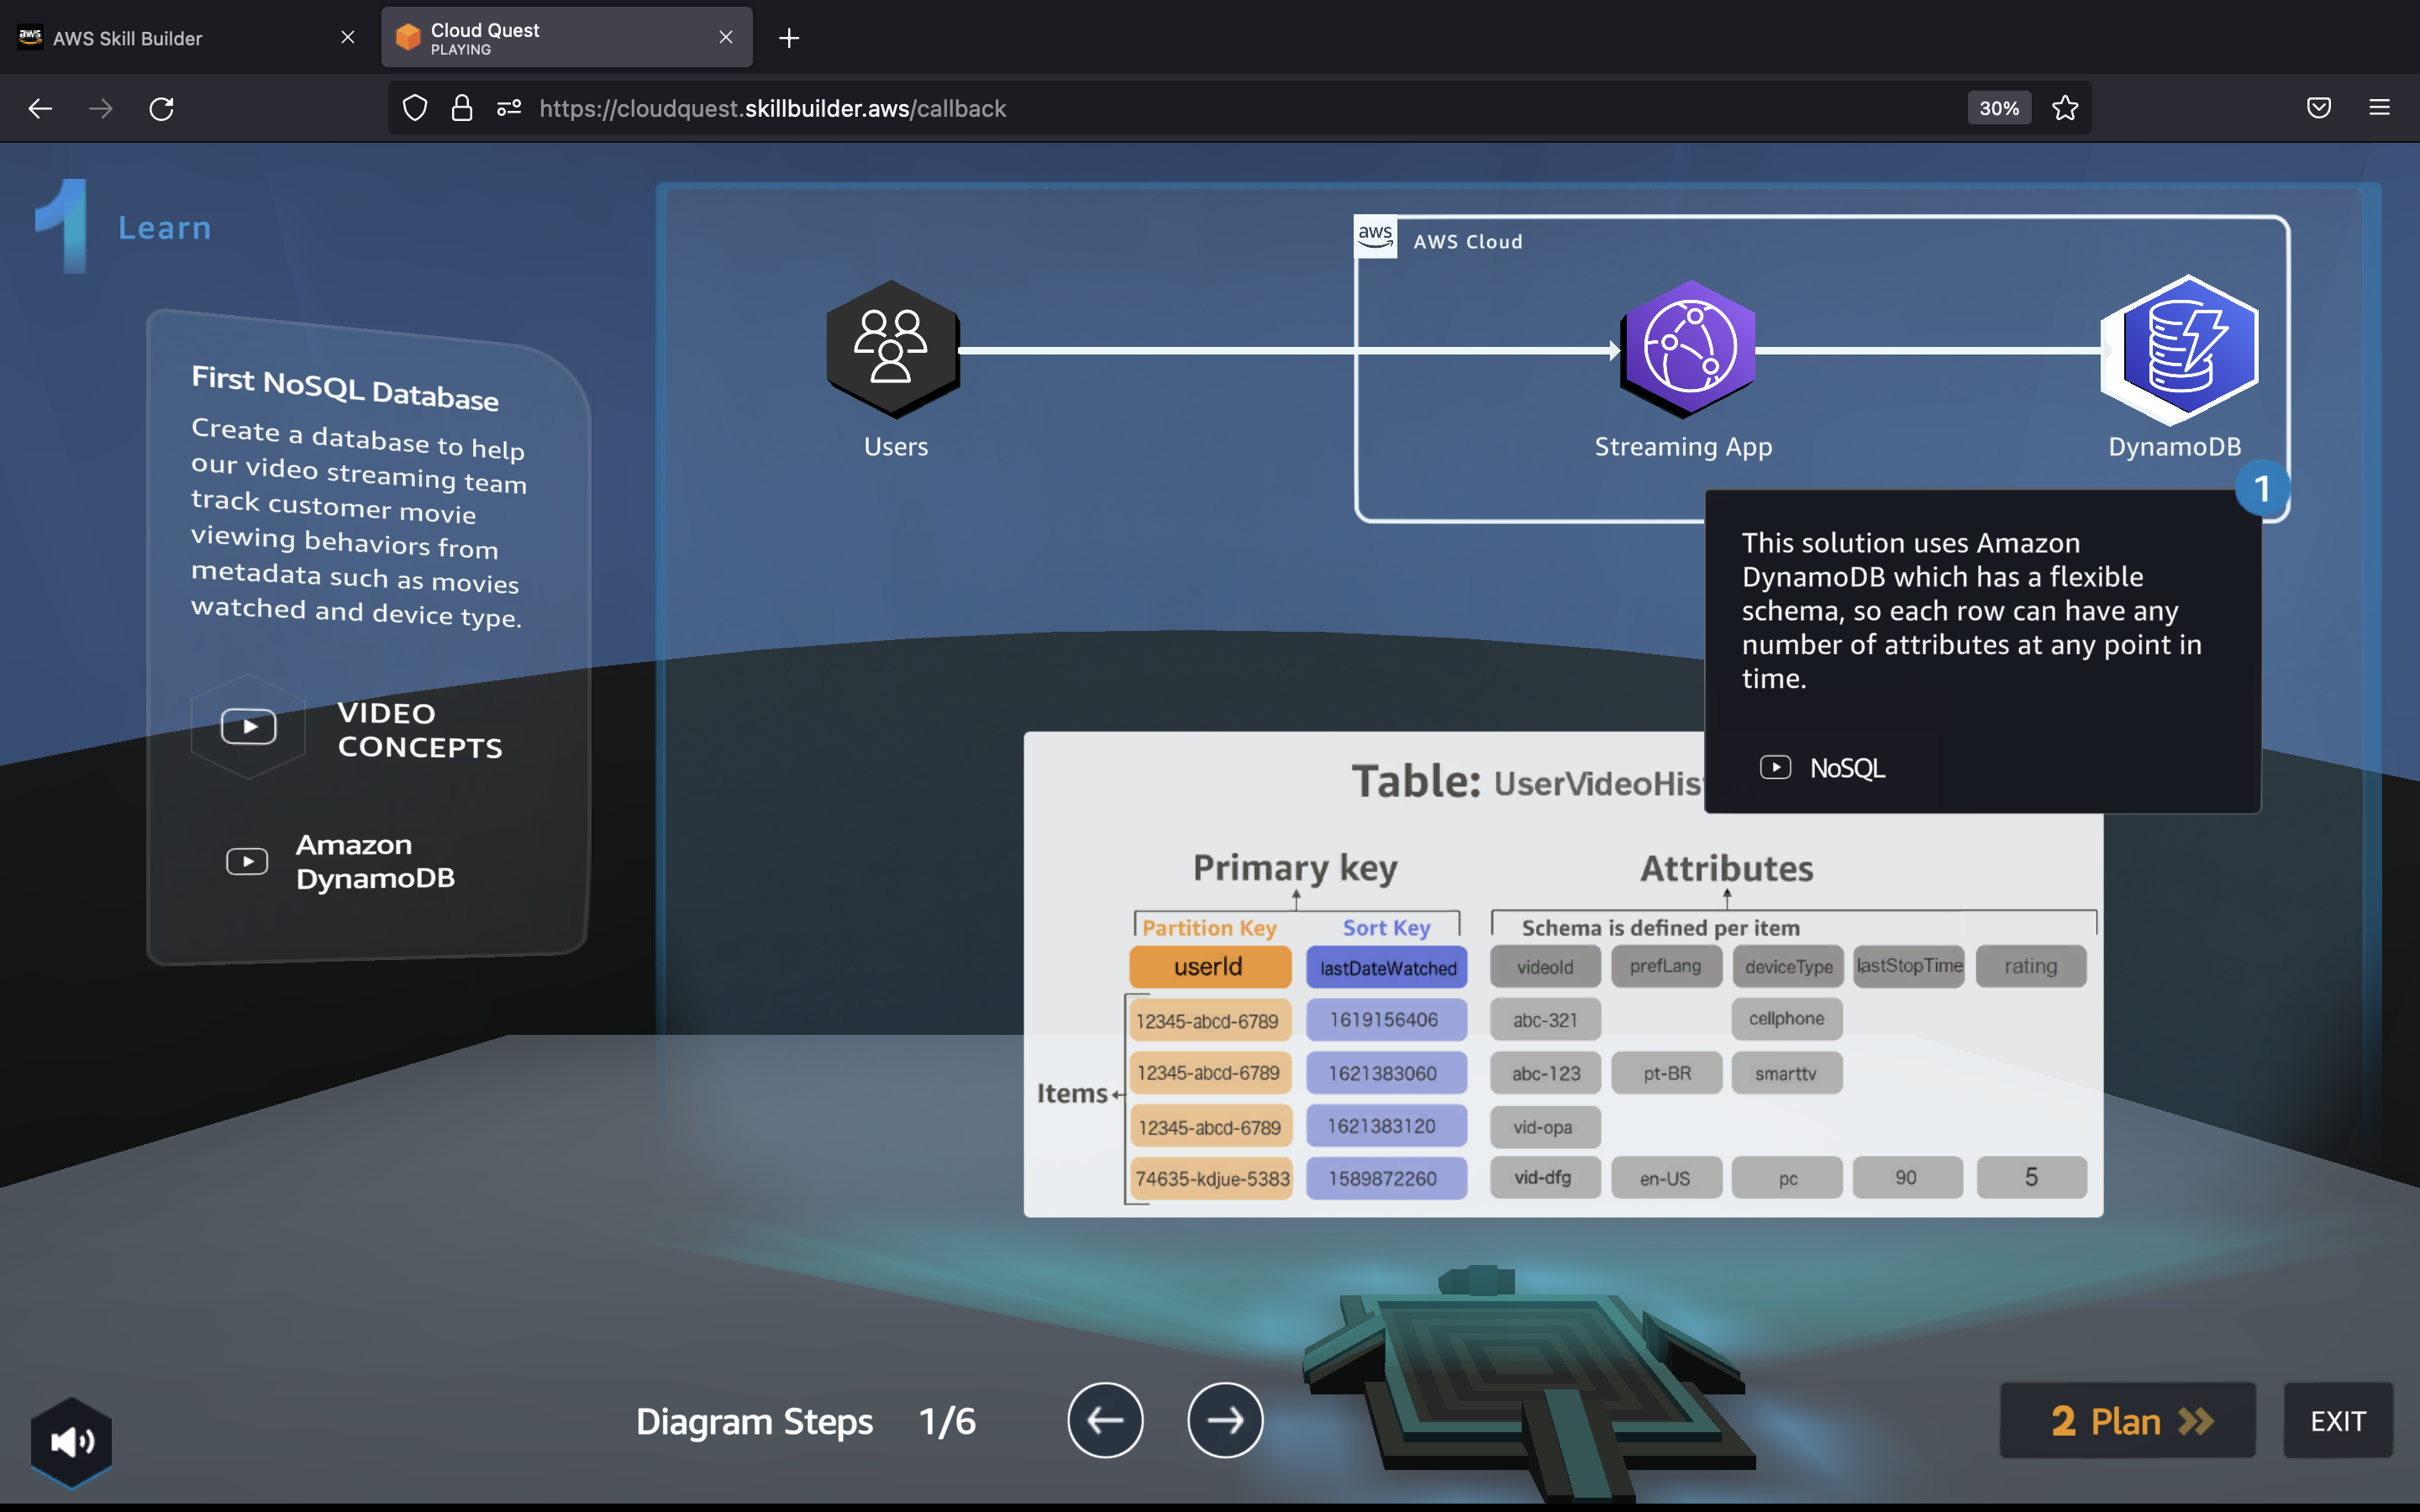 aws
AWS Skill Builder
Cloud Quest
PLAYING
https://cloudquest.skillbuilder.aws/callback
30%
1
Learn
First NoSQL Database
Create a database to help
our video streaming team
track customer movie
viewing behaviors from
metadata such as movies
watched and device type.
VIDEO
CONCEPTS
Amazon
DynamoDB
aws
AWS Cloud
Users
Streaming App
DynamoDB
1
This solution uses Amazon
DynamoDB which has a flexible
schema, so each row can have any
number of attributes at any point in
time.
NoSQL
Table: UserVideoHis
Primary key
Attributes
Partition Key
Sort Key
Schema is defined per item
userId lastDateWatched videoId prefLang deviceType lastStopTime rating
12345-abcd-6789 1619156406 abc-321 cellphone
12345-abcd-6789 1621383060 abc-123 pt-BR smarttv
Items
12345-abcd-6789 1621383120 vid-opa
74635-kdjue-5383 1589872260 vid-dfg en-US pc 90 5
Diagram Steps 1/6
2 Plan
EXIT